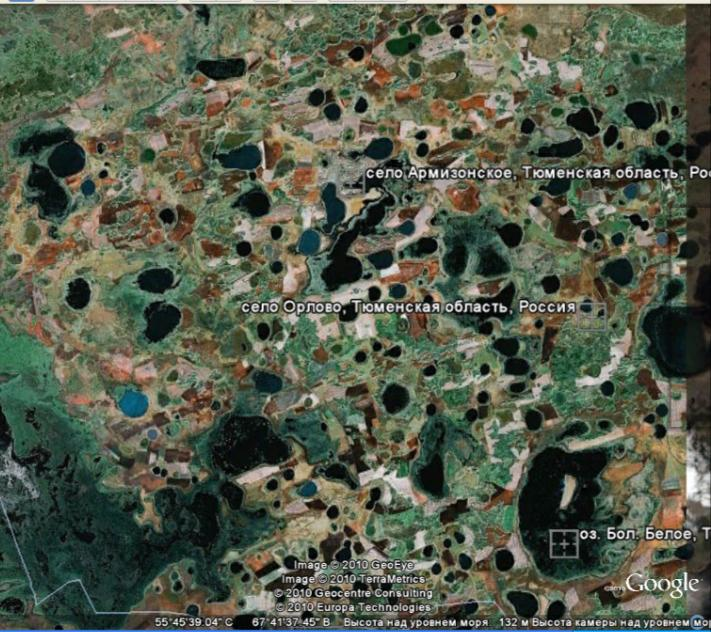 село Армизонское, Тюменская область, Рос
село Орлово, Тюменская область, Россия
оз. Бол. Белое, Т
Image © 2010 GeoEye
Image © 2010 TerraMetrics
© 2010 Geocentre Consulting
© 2010 Europa Technologies
Google
55°45'39.04" С 67°41'37.45" В Высота над уровнем моря 132 м Высота камеры над уровнем мор